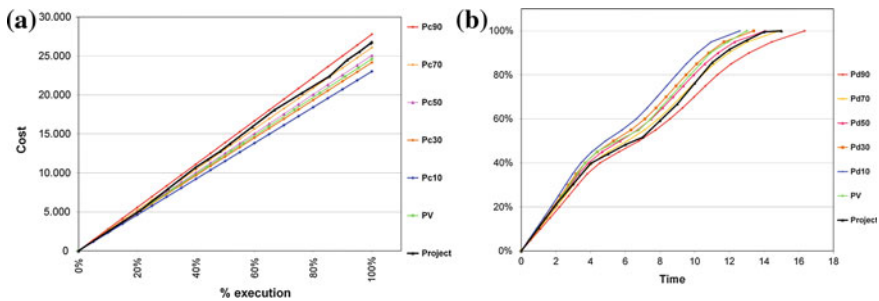 (a)
Cost
30.000
25.000
20.000
15.000
10.000
5.000
0
0%
20%
40%
60%
80%
100%
% execution
Pc90
Pc70
Pc50
Pc30
Pc10
PV
Project
(b)
100%
80%
60%
40%
20%
0%
0 2 4 6 8 10 12 14 16 18
Time
Pd90
Pd70
Pd50
Pd30
Pd10
PV
Project